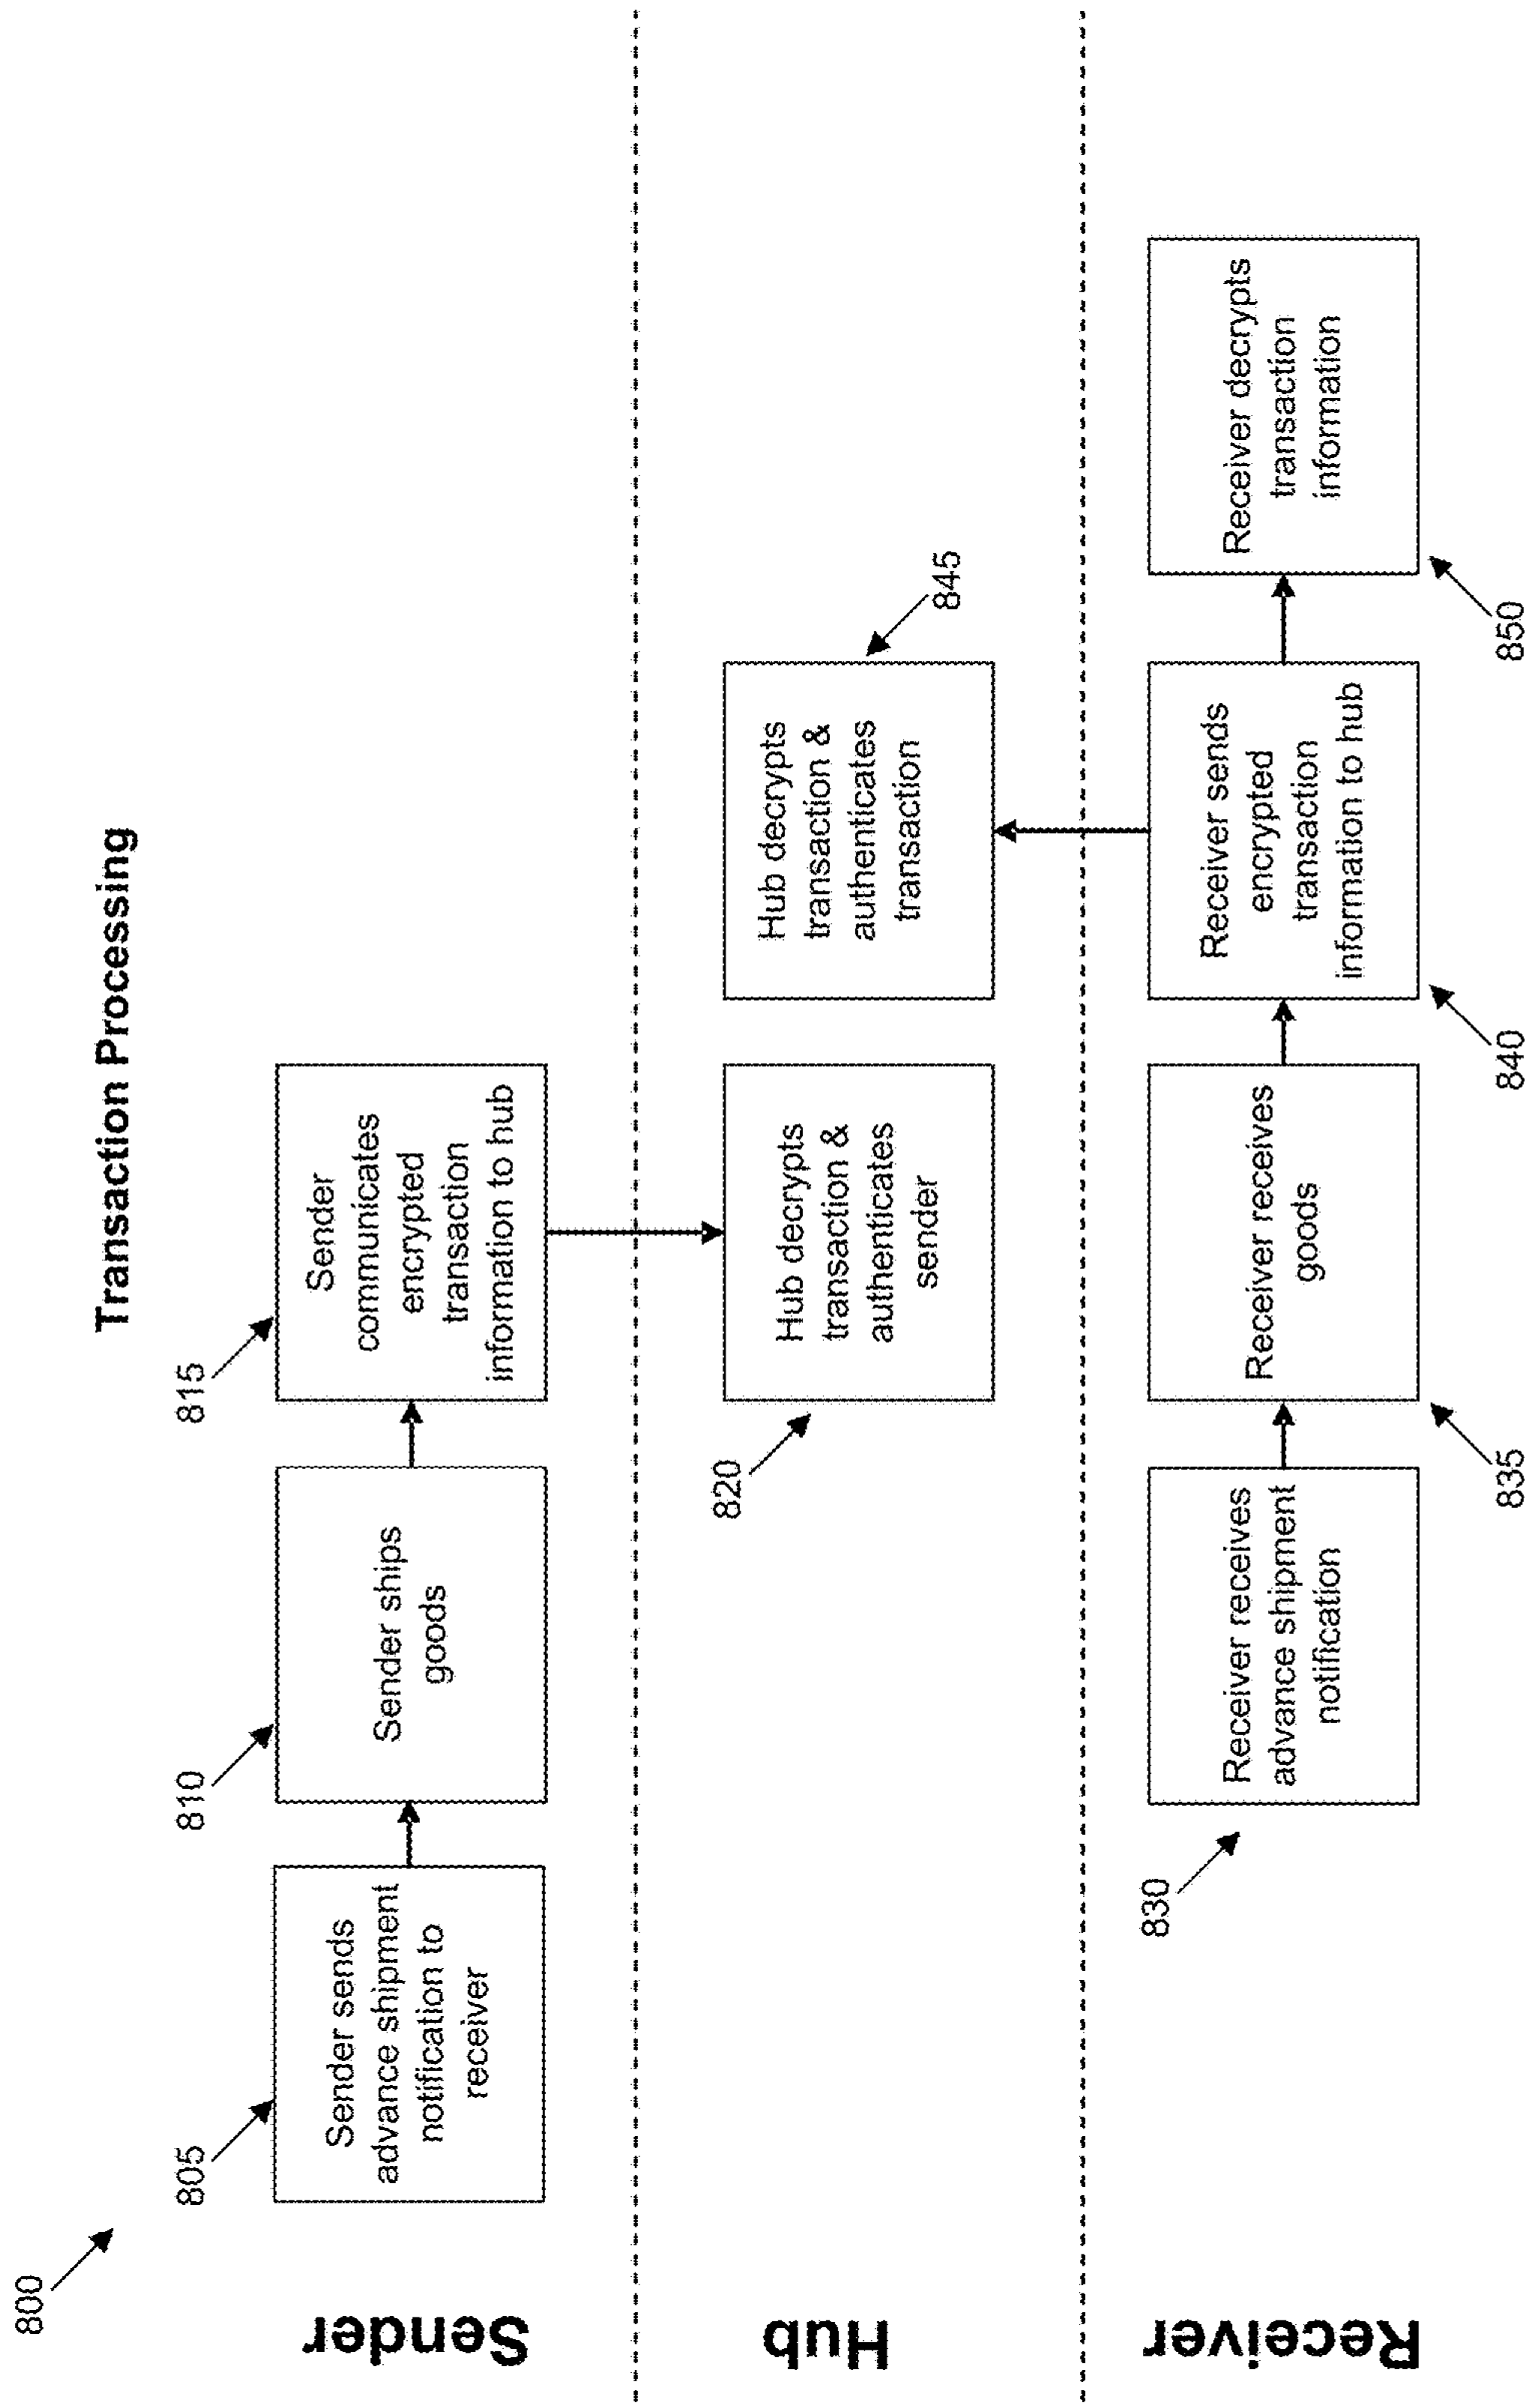 Transaction Processing
800
Sender
805
Sender sends
advance shipment
notification to
receiver
810
Sender ships
goods
815
Sender
communicates
encrypted
transaction
information to hub
Hub
820
Hub decrypts
transaction &
authenticates
sender
845
Hub decrypts
transaction &
authenticates
transaction
Receiver
830
Receiver receives
advance shipment
notification
835
Receiver receives
goods
840
Receiver sends
encrypted
transaction
information to hub
850
Receiver decrypts
transaction
information